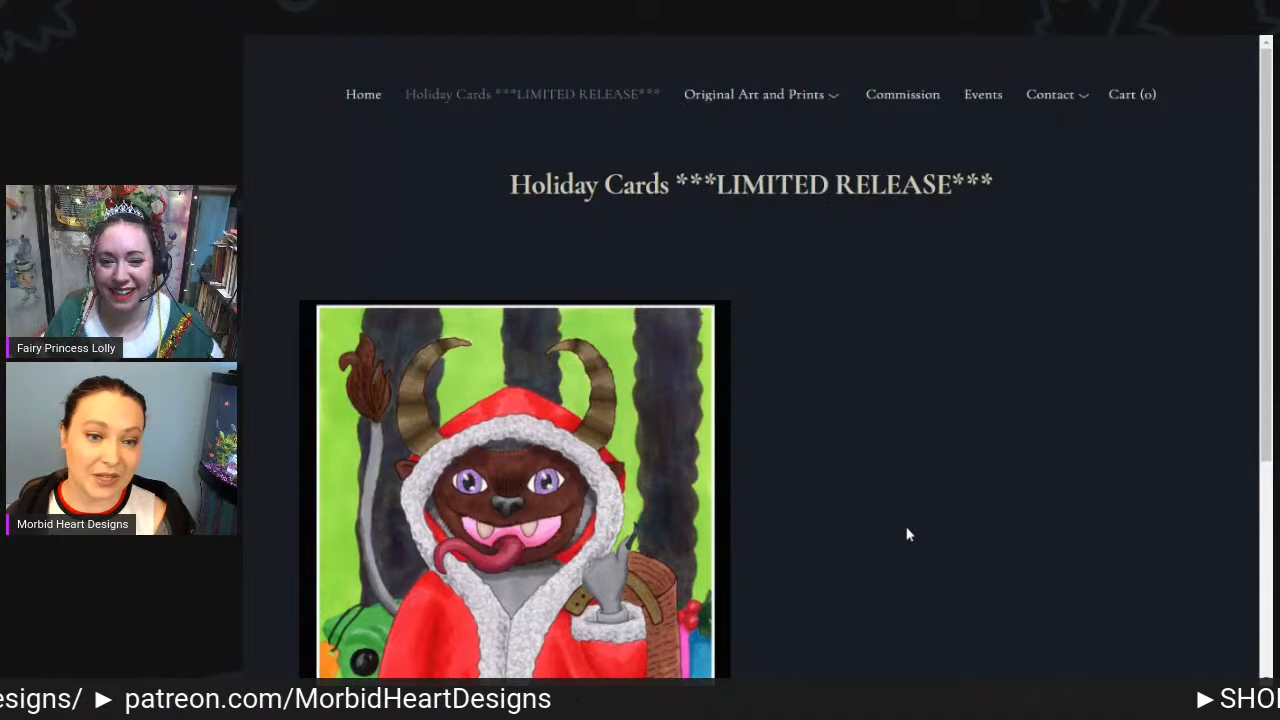 Home Holiday Cards ***LIMITED RELEASE*** Original Art and Prints Commission Events Contact Cart (0)
Holiday Cards ***LIMITED RELEASE***
Fairy Princess Lolly
Morbid Heart Designs
esigns/ ► patreon.com/MorbidHeartDesigns ► SHO